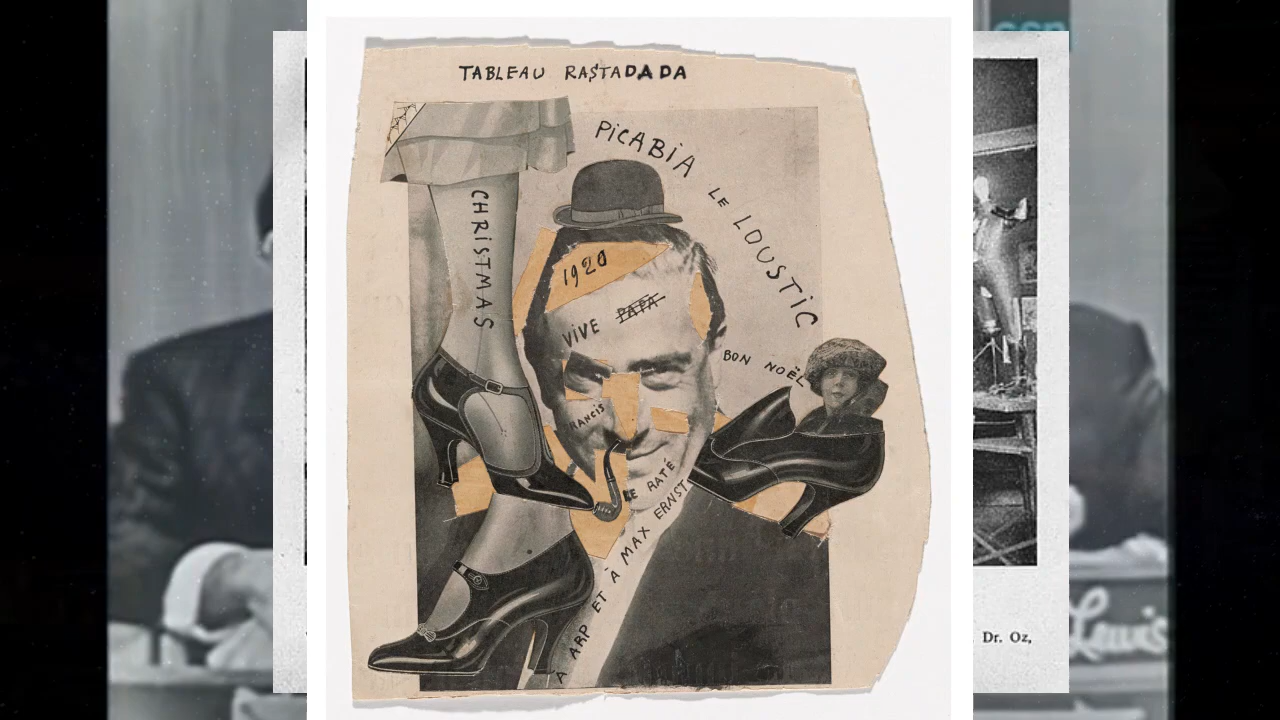 TABLEAU RASTADADA
PiCABiA LE LOUSTiC
CHRiSTMAS
1920
ViVE PAPA
BON NOËL
RANCiS
LE RATÉ
À ARP ET À MAX ERNST
Dr. Oz,
Lewis